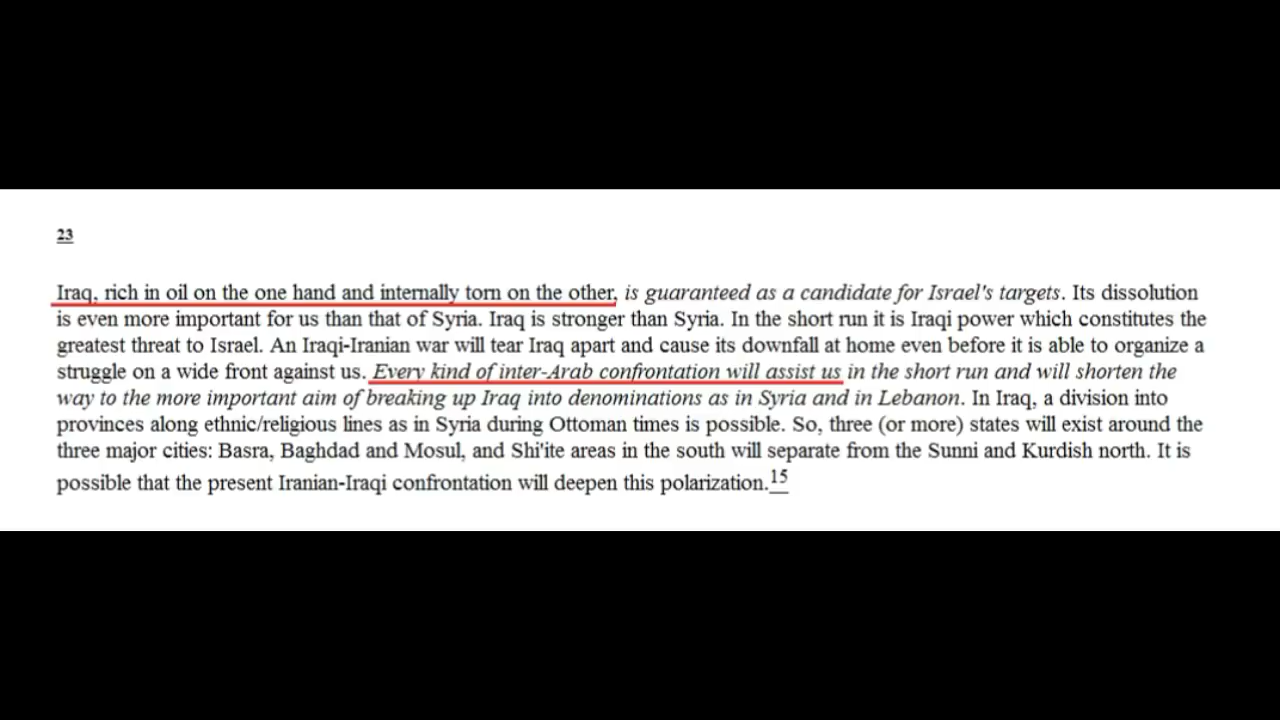 23
Iraq, rich in oil on the one hand and internally torn on the other, is guaranteed as a candidate for Israel's targets. Its dissolution
is even more important for us than that of Syria. Iraq is stronger than Syria. In the short run it is Iraqi power which constitutes the
greatest threat to Israel. An Iraqi-Iranian war will tear Iraq apart and cause its downfall at home even before it is able to organize a
struggle on a wide front against us. Every kind of inter-Arab confrontation will assist us in the short run and will shorten the
way to the more important aim of breaking up Iraq into denominations as in Syria and in Lebanon. In Iraq, a division into
provinces along ethnic/religious lines as in Syria during Ottoman times is possible. So, three (or more) states will exist around the
three major cities: Basra, Baghdad and Mosul, and Shi'ite areas in the south will separate from the Sunni and Kurdish north. It is
possible that the present Iranian-Iraqi confrontation will deepen this polarization.15